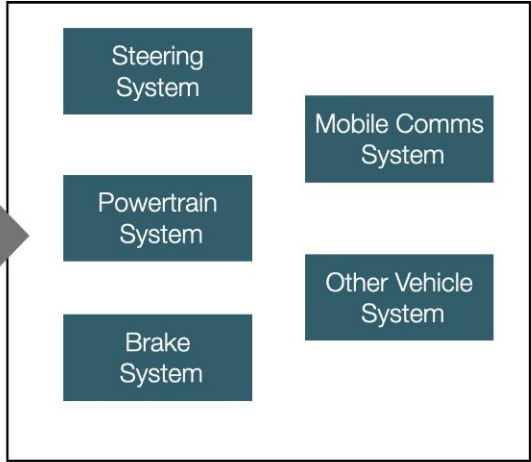 Steering
System
Powertrain
System
Brake
System
Mobile Comms
System
Other Vehicle
System